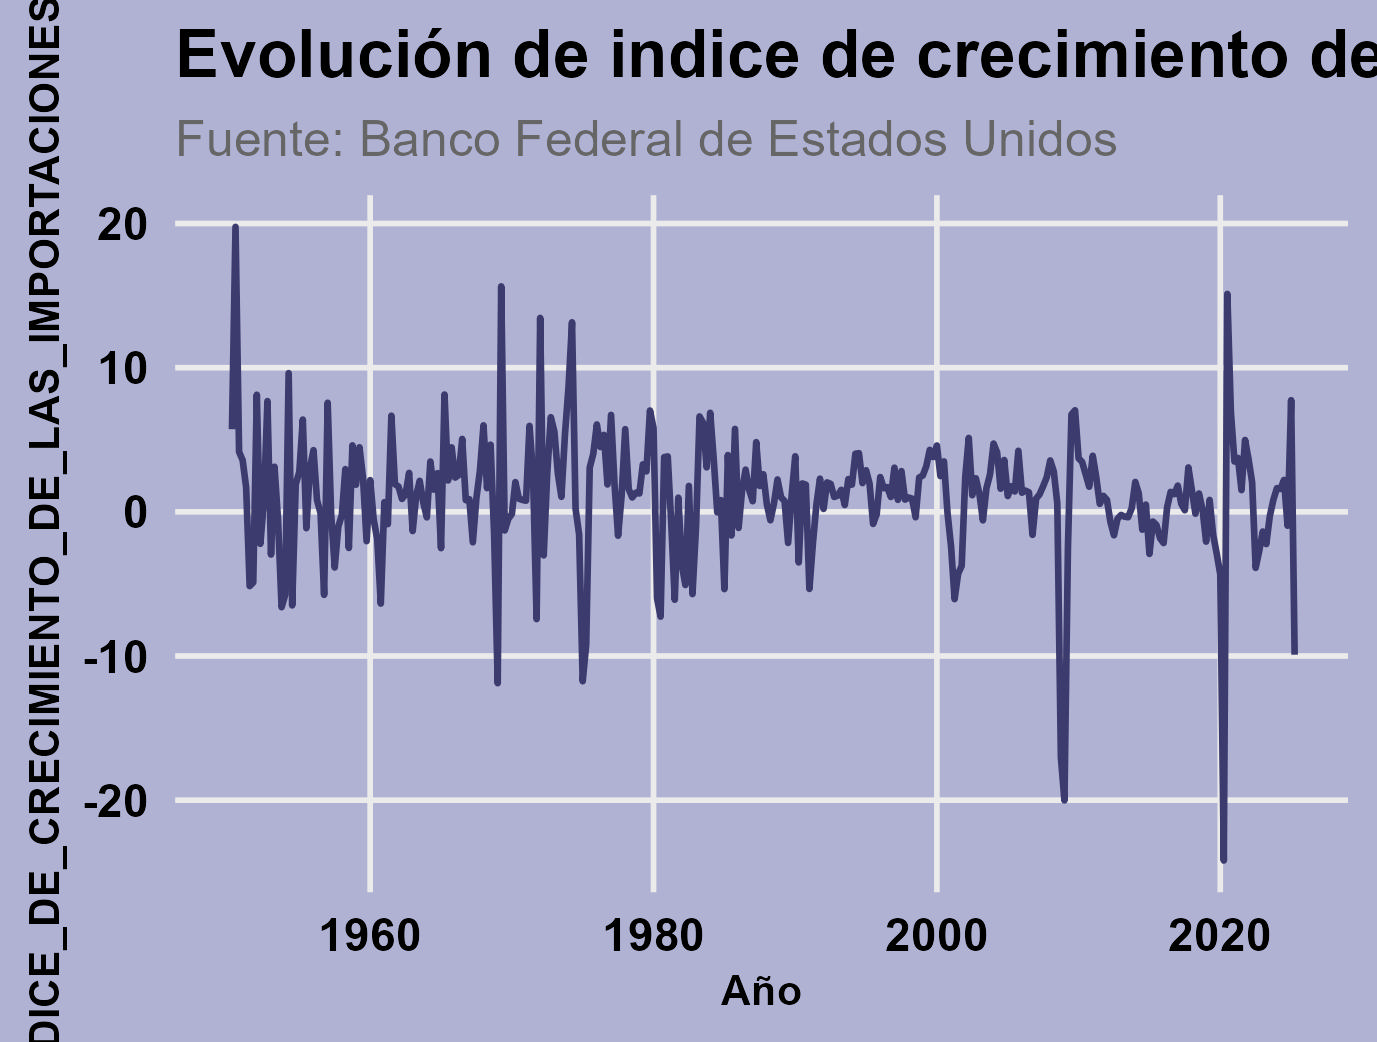 Evolución de indice de crecimiento de
Fuente: Banco Federal de Estados Unidos
DICE_DE_CRECIMIENTO_DE_LAS_IMPORTACIONES
20
10
0
-10
-20
1960 1980 2000 2020
Año